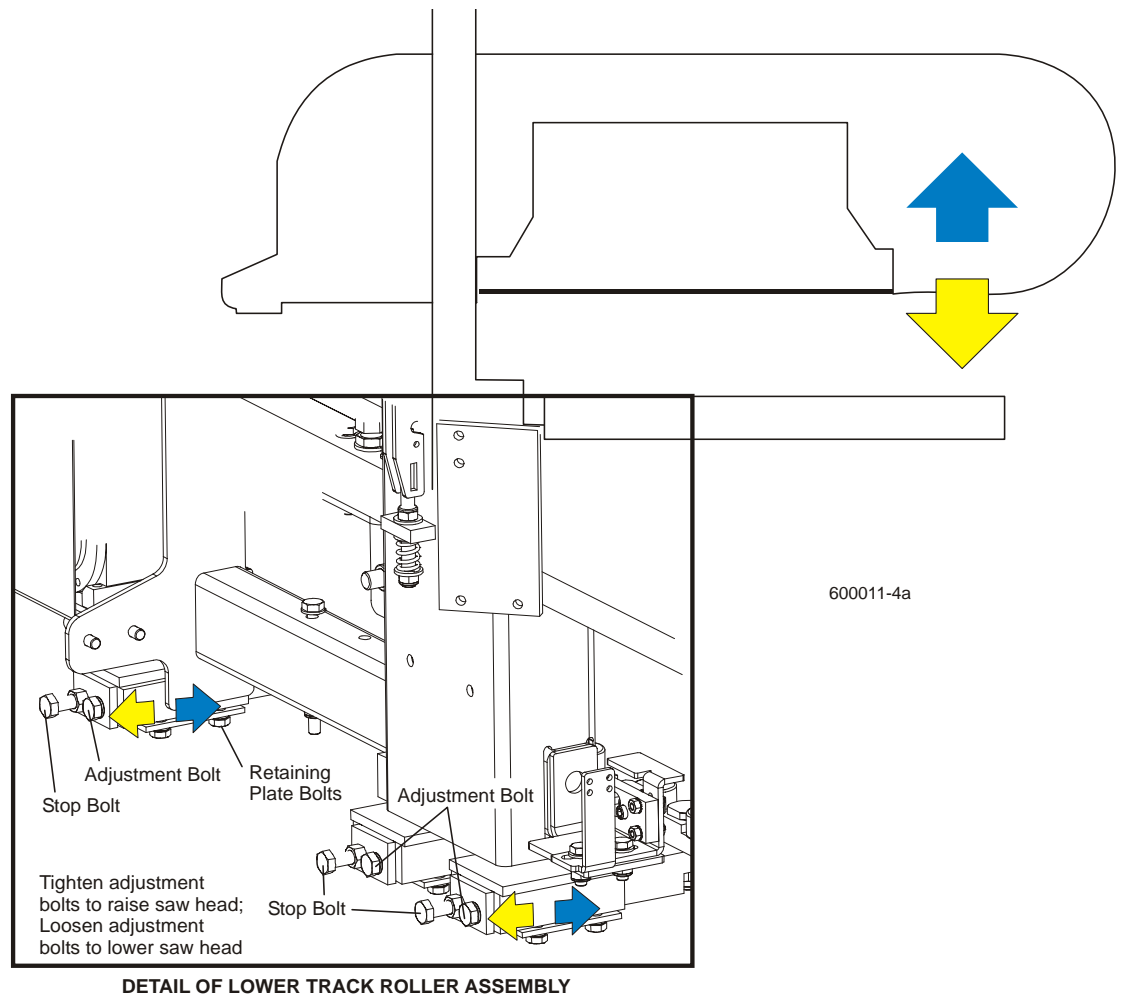 600011-4a
Adjustment Bolt
Retaining
Plate Bolts
Stop Bolt
Adjustment Bolt
Stop Bolt
Tighten adjustment
bolts to raise saw head;
Loosen adjustment
bolts to lower saw head
DETAIL OF LOWER TRACK ROLLER ASSEMBLY